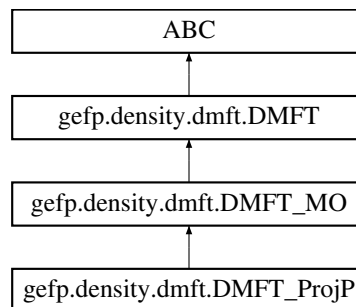 ABC
gefp.density.dmft.DMFT
gefp.density.dmft.DMFT_MO
gefp.density.dmft.DMFT_ProjP